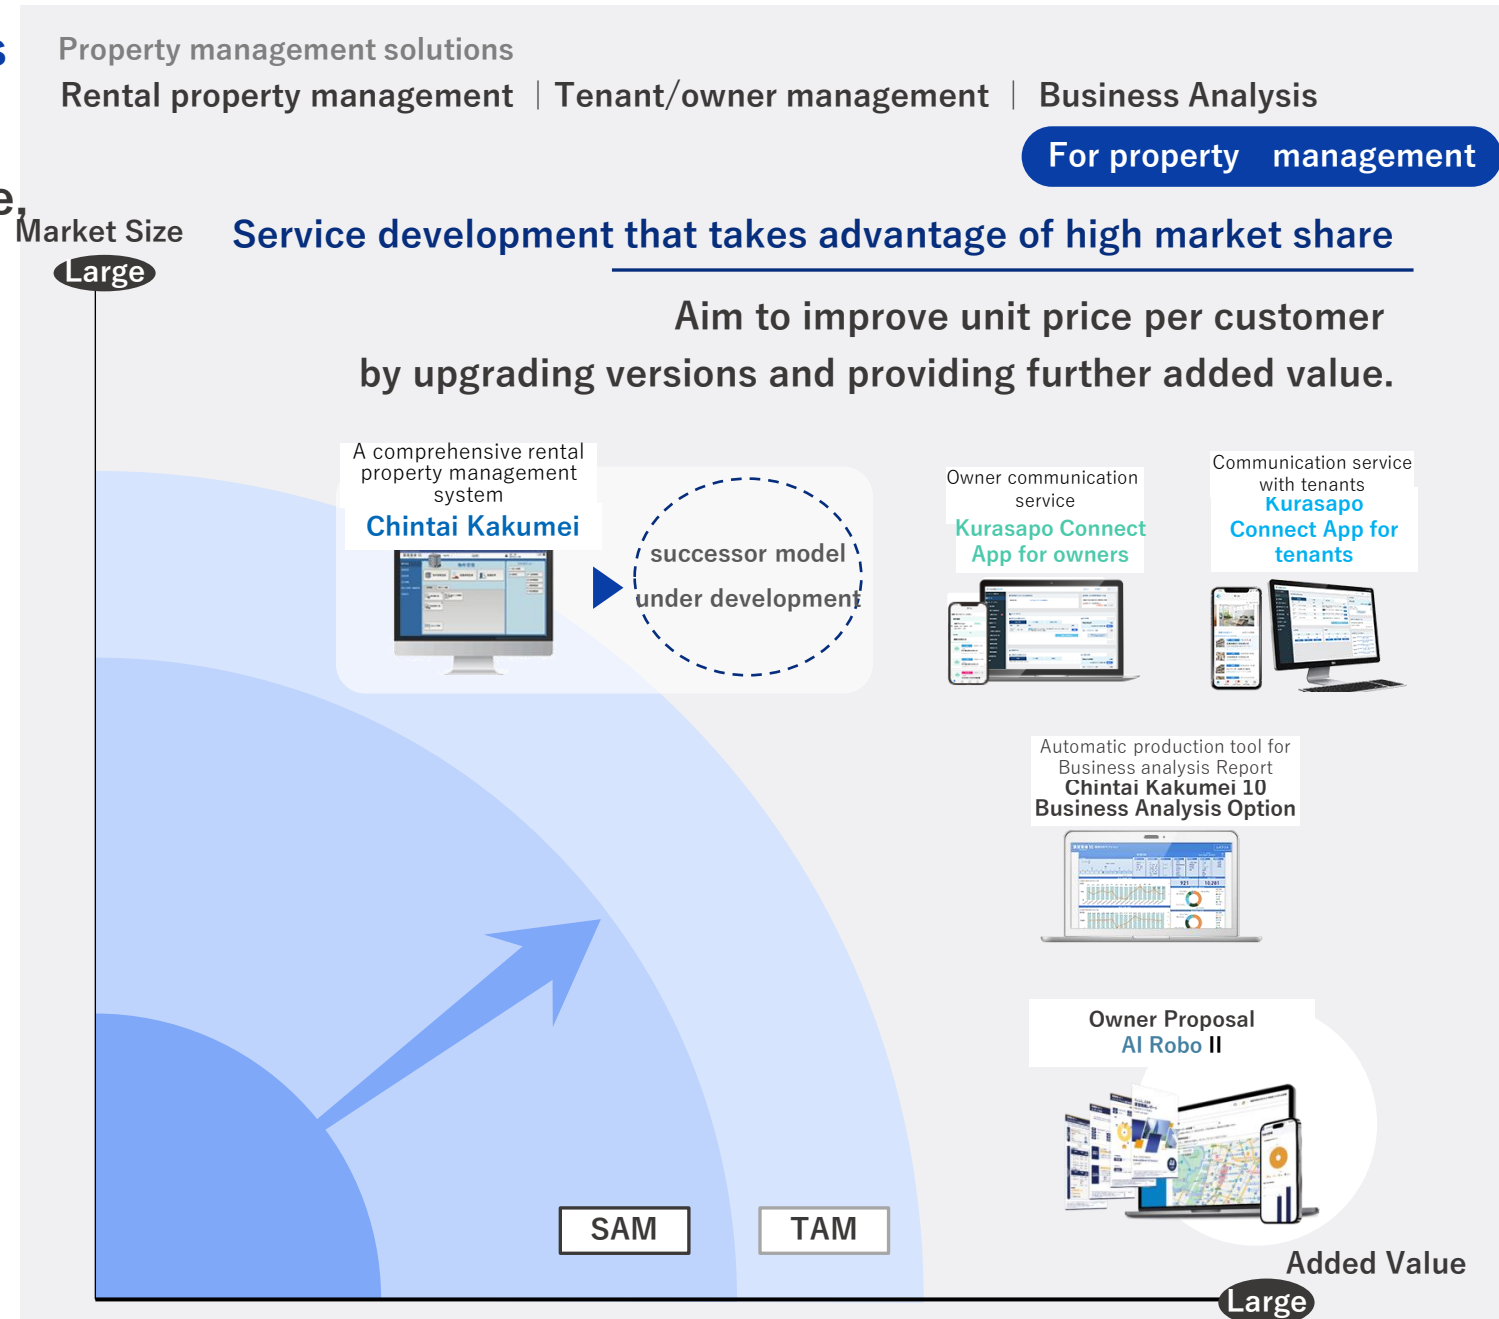 s
Property management solutions
Rental property management | Tenant/owner management | Business Analysis
For property management
e,
Market Size
Large
Service development that takes advantage of high market share
Aim to improve unit price per customer
by upgrading versions and providing further added value.
A comprehensive rental
property management
system
Chintai Kakumei
successor model
under development
Owner communication
service
Kurasapo Connect
App for owners
Communication service
with tenants
Kurasapo
Connect App for
tenants
Automatic production tool for
Business analysis Report
Chintai Kakumei 10
Business Analysis Option
921 10,281
Owner Proposal
AI Robo II
SAM
TAM
Added Value
Large